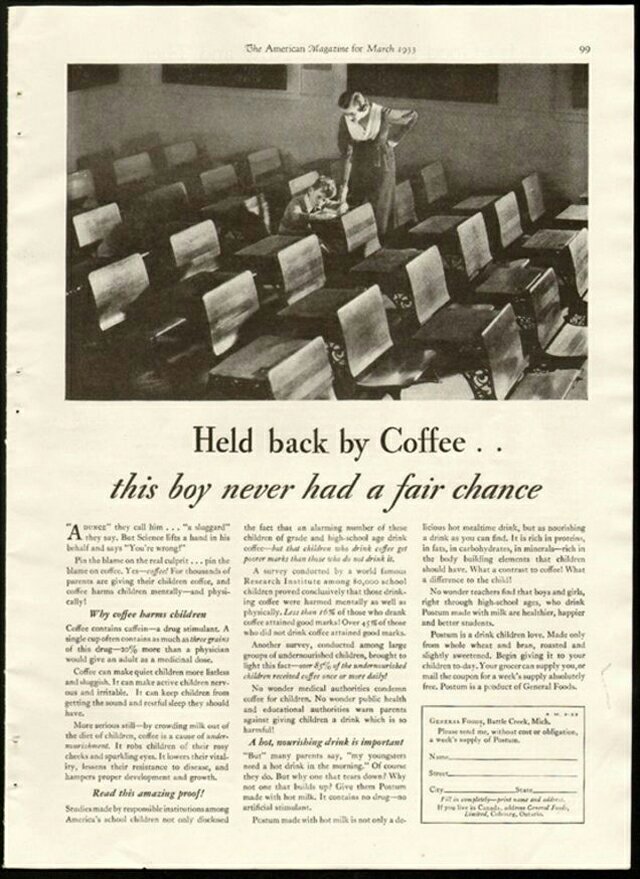 The American Magazine for March 1933
99
Held back by Coffee . .
this boy never had a fair chance
"A DUNCE" they call him . . . "a sluggard"
they say. But Science lifts a hand in his
behalf and says "You're wrong!"
Pin the blame on the real culprit . . . pin the
blame on coffee. Yes—coffee! For thousands of
parents are giving their children coffee, and
coffee harms children mentally—and physi-
cally!
Why coffee harms children
Coffee contains caffein—a drug stimulant. A
single cup often contains as much as three grains
of this drug—20% more than a physician
would give an adult as a medicinal dose.
Coffee can make quiet children more listless
and sluggish. It can make active children nerv-
ous and irritable. It can keep children from
getting the sound and restful sleep they should
have.
More serious still—by crowding milk out of
the diet of children, coffee is a cause of under-
nourishment. It robs children of their rosy
cheeks and sparkling eyes. It lowers their vital-
ity, lessens their resistance to disease, and
hampers proper development and growth.
Read this amazing proof!
Studies made by responsible institutions among
America's school children not only disclosed
the fact that an alarming number of these
children of grade and high-school age drink
coffee—but that children who drink coffee get
poorer marks than those who do not drink it.
A survey conducted by a world famous
Research Institute among 80,000 school
children proved conclusively that those drink-
ing coffee were harmed mentally as well as
physically. Less than 16% of those who drank
coffee attained good marks! Over 45% of those
who did not drink coffee attained good marks.
Another survey, conducted among large
groups of undernourished children, brought to
light this fact—over 85% of the undernourished
children received coffee once or more daily!
No wonder medical authorities condemn
coffee for children. No wonder public health
and educational authorities warn parents
against giving children a drink which is so
harmful!
A hot, nourishing drink is important
"But" many parents say, "my youngsters
need a hot drink in the morning." Of course
they do. But why one that tears down? Why
not one that builds up? Give them Postum
made with hot milk. It contains no drug—no
artificial stimulant.
Postum made with hot milk is not only a de-
licious hot mealtime drink, but as nourishing
a drink as you can find. It is rich in proteins,
in fats, in carbohydrates, in minerals—rich in
the body building elements that children
should have. What a contrast to coffee! What
a difference to the child!
No wonder teachers find that boys and girls,
right through high-school ages, who drink
Postum made with milk are healthier, happier
and better students.
Postum is a drink children love. Made only
from whole wheat and bran, roasted and
slightly sweetened. Begin giving it to your
children to-day. Your grocer can supply you, or
mail the coupon for a week's supply absolutely
free. Postum is a product of General Foods.
GENERAL FOODS, Battle Creek, Mich.
Please send me, without cost or obligation,
a week's supply of Postum.
Name
Street
City State
Fill in completely—print name and address.
If you live in Canada, address General Foods,
Limited, Cobourg, Ontario.